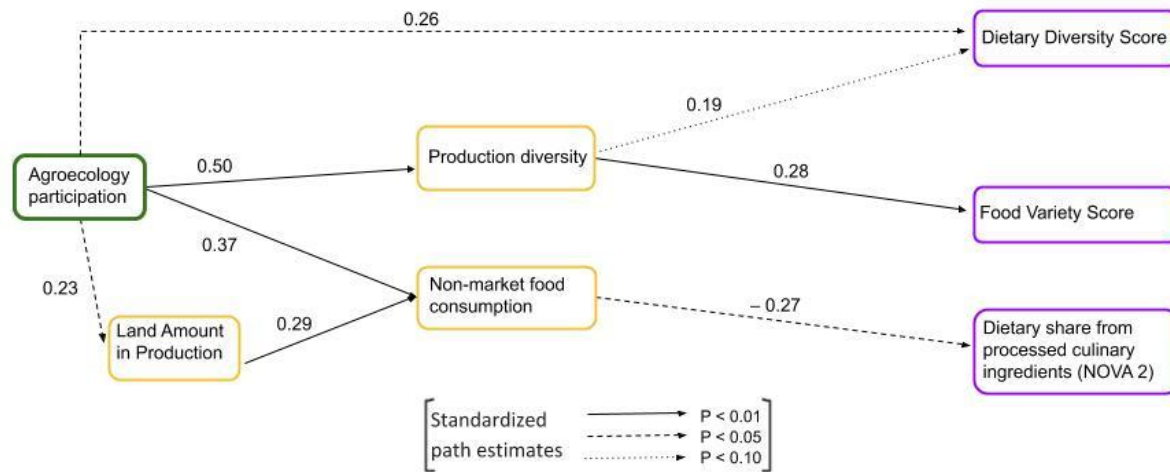 0.26
Dietary Diversity Score
0.19
Agroecology
participation
0.50
Production diversity
0.28
Food Variety Score
0.37
0.23
Non-market food
consumption
– 0.27
Land Amount
in Production
0.29
Dietary share from
processed culinary
ingredients (NOVA 2)
Standardized
path estimates
P < 0.01
P < 0.05
P < 0.10